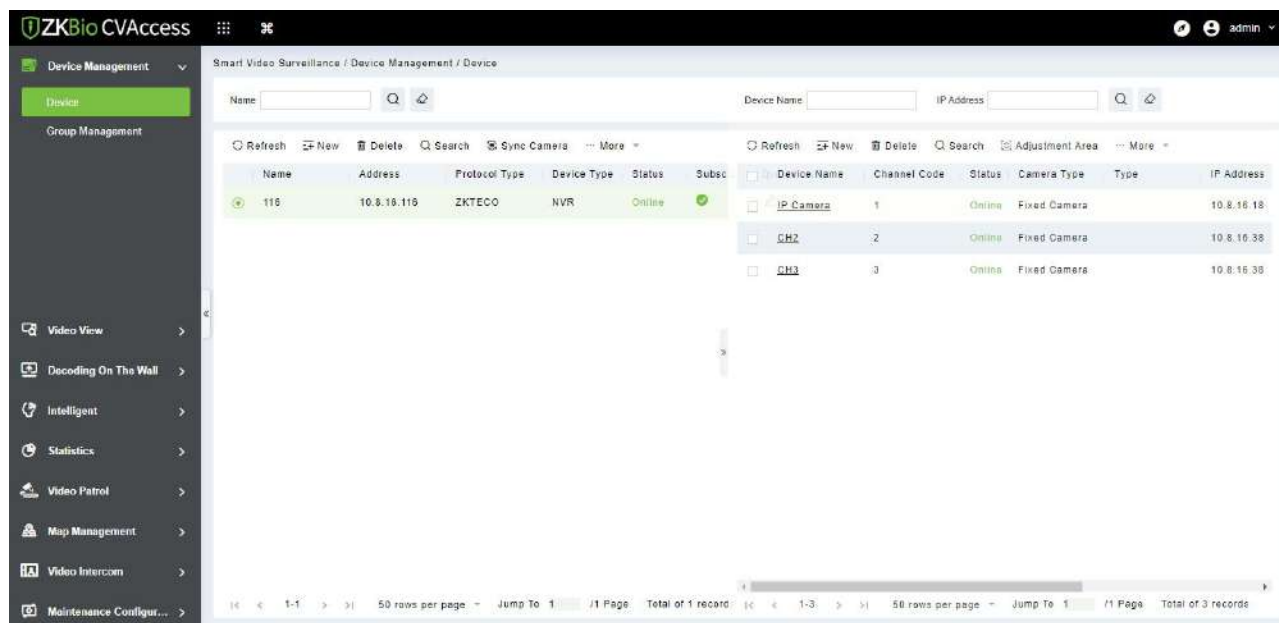 ZKBio CVAccess
admin
Device Management
Smart Video Surveillance / Device Management / Device
Device
Group Management
Name
Device Name
IP Address
Refresh New Delete Search Sync Camera ··· More
Refresh New Delete Search Adjustment Area ··· More
Name Address Protocol Type Device Type Status Subsc
116 10.8.16.116 ZKTECO NVR Online
Device Name Channel Code Status Camera Type Type IP Address
IP Camera 1 Online Fixed Camera 10.8.16.18
CH2 2 Online Fixed Camera 10.8.16.38
CH3 3 Online Fixed Camera 10.8.16.38
Video View
Decoding On The Wall
Intelligent
Statistics
Video Patrol
Map Management
Video Intercom
Maintenance Configur...
1-1 50 rows per page Jump To 1 /1 Page Total of 1 record
1-3 50 rows per page Jump To 1 /1 Page Total of 3 records